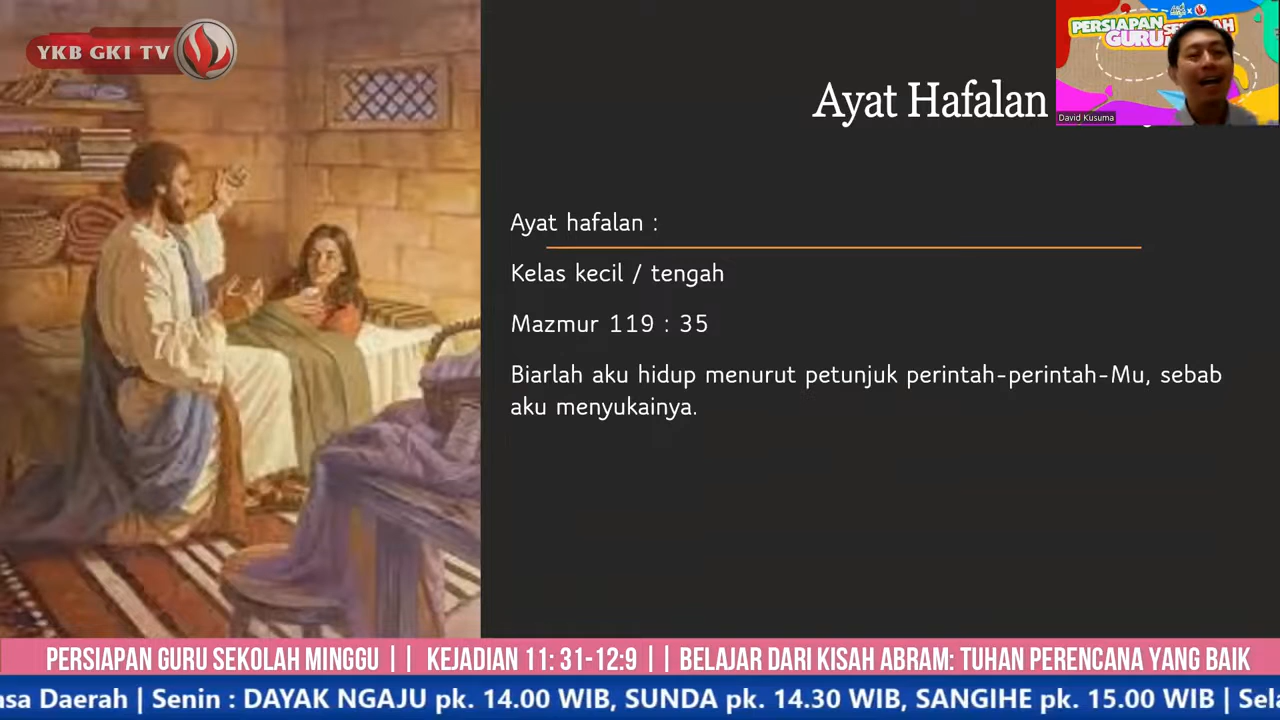 YKB GKI TV
PERSIAPAN
GURU
David Kusuma
Ayat Hafalan
Ayat hafalan :
Kelas kecil / tengah
Mazmur 119 : 35
Biarlah aku hidup menurut petunjuk perintah-perintah-Mu, sebab
aku menyukainya.
PERSIAPAN GURU SEKOLAH MINGGU || KEJADIAN 11: 31-12:9 || BELAJAR DARI KISAH ABRAM: TUHAN PERENCANA YANG BAIK
Daerah | Senin : DAYAK NGAJU pk. 14.00 WIB, SUNDA pk. 14.30 WIB, SANGIHE pk. 15.00 WIB |